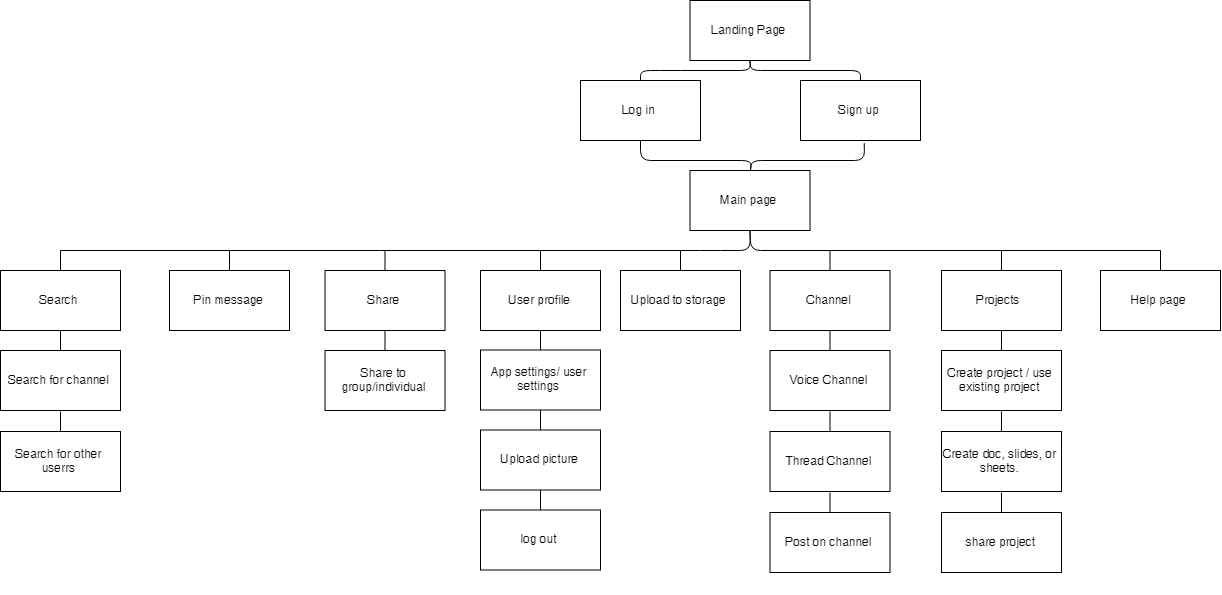 Landing Page
Log in
Sign up
Main page
Search
Pin message
Share
User profile
Upload to storage
Channel
Projects
Help page
Search for channel
Share to
group/individual
App settings/ user
settings
Voice Channel
Create project / use
existing project
Search for other
userrs
Upload picture
Thread Channel
Create doc, slides, or
sheets.
log out
Post on channel
share project